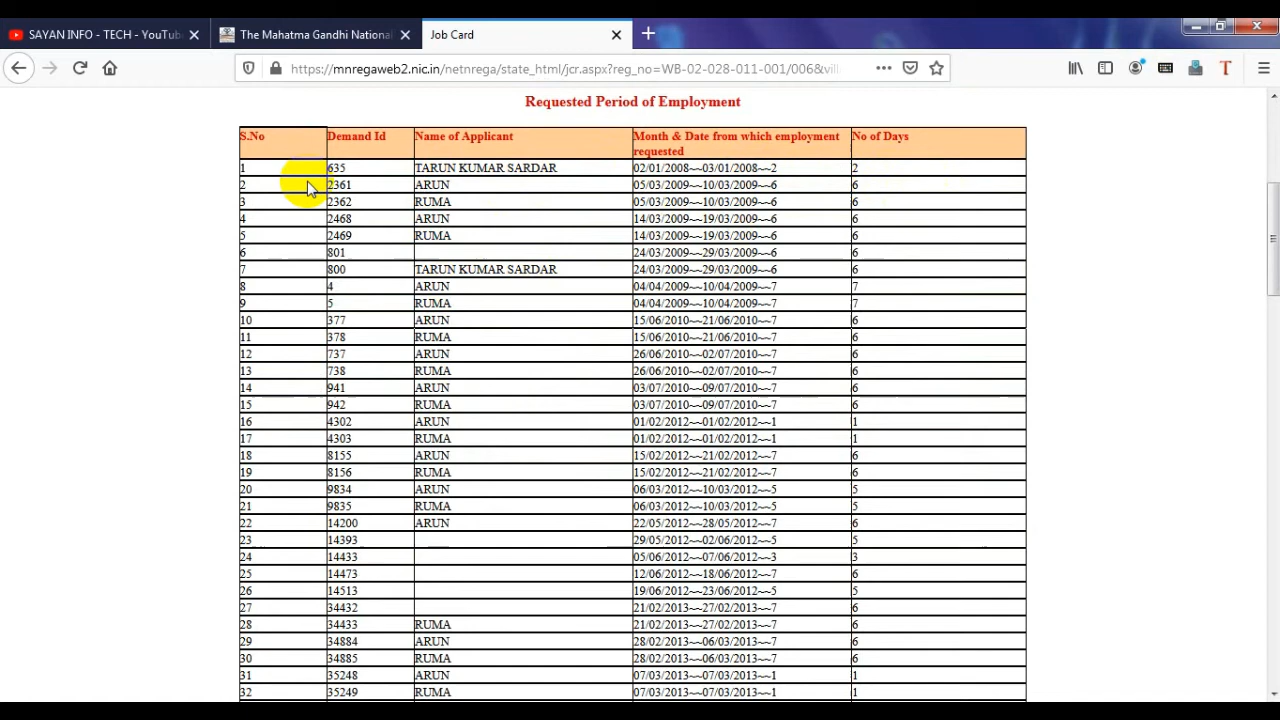 SAYAN INFO - TECH - YouTube
The Mahatma Gandhi National
Job Card
https://mnregaweb2.nic.in/netnrega/state_html/jcr.aspx?reg_no=WB-02-028-011-001/006&vill
Requested Period of Employment
S.No Demand Id Name of Applicant Month & Date from which employment requested No of Days
1 635 TARUN KUMAR SARDAR 02/01/2008~~03/01/2008~~2 2
2 2361 ARUN 05/03/2009~~10/03/2009~~6 6
3 2362 RUMA 05/03/2009~~10/03/2009~~6 6
4 2468 ARUN 14/03/2009~~19/03/2009~~6 6
5 2469 RUMA 14/03/2009~~19/03/2009~~6 6
6 801 24/03/2009~~29/03/2009~~6 6
7 800 TARUN KUMAR SARDAR 24/03/2009~~29/03/2009~~6 6
8 4 ARUN 04/04/2009~~10/04/2009~~7 7
9 5 RUMA 04/04/2009~~10/04/2009~~7 7
10 377 ARUN 15/06/2010~~21/06/2010~~7 6
11 378 RUMA 15/06/2010~~21/06/2010~~7 6
12 737 ARUN 26/06/2010~~02/07/2010~~7 6
13 738 RUMA 26/06/2010~~02/07/2010~~7 6
14 941 ARUN 03/07/2010~~09/07/2010~~7 6
15 942 RUMA 03/07/2010~~09/07/2010~~7 6
16 4302 ARUN 01/02/2012~~01/02/2012~~1 1
17 4303 RUMA 01/02/2012~~01/02/2012~~1 1
18 8155 ARUN 15/02/2012~~21/02/2012~~7 6
19 8156 RUMA 15/02/2012~~21/02/2012~~7 6
20 9834 ARUN 06/03/2012~~10/03/2012~~5 5
21 9835 RUMA 06/03/2012~~10/03/2012~~5 5
22 14200 ARUN 22/05/2012~~28/05/2012~~7 6
23 14393 29/05/2012~~02/06/2012~~5 5
24 14433 05/06/2012~~07/06/2012~~3 3
25 14473 12/06/2012~~18/06/2012~~7 6
26 14513 19/06/2012~~23/06/2012~~5 5
27 34432 21/02/2013~~27/02/2013~~7 6
28 34433 RUMA 21/02/2013~~27/02/2013~~7 6
29 34884 ARUN 28/02/2013~~06/03/2013~~7 6
30 34885 RUMA 28/02/2013~~06/03/2013~~7 6
31 35248 ARUN 07/03/2013~~07/03/2013~~1 1
32 35249 RUMA 07/03/2013~~07/03/2013~~1 1